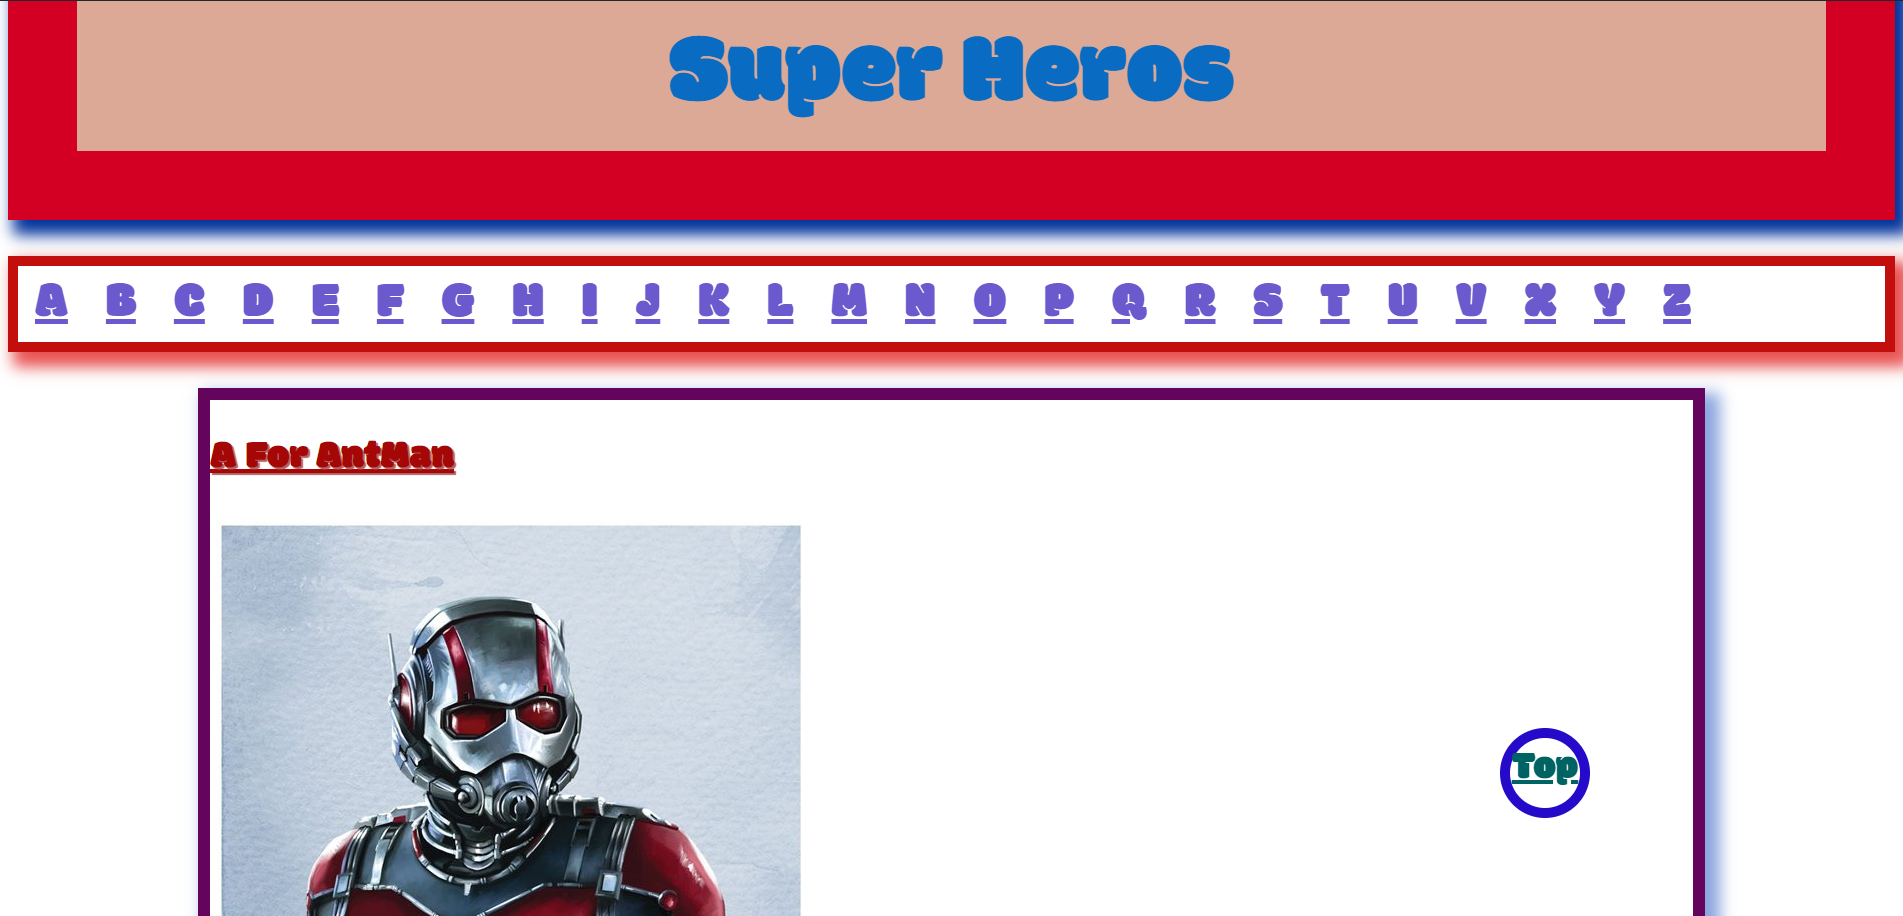 Super Heros
A B C D E F G H I J K L M N O P Q R S T U V X Y Z
A For AntMan
Top